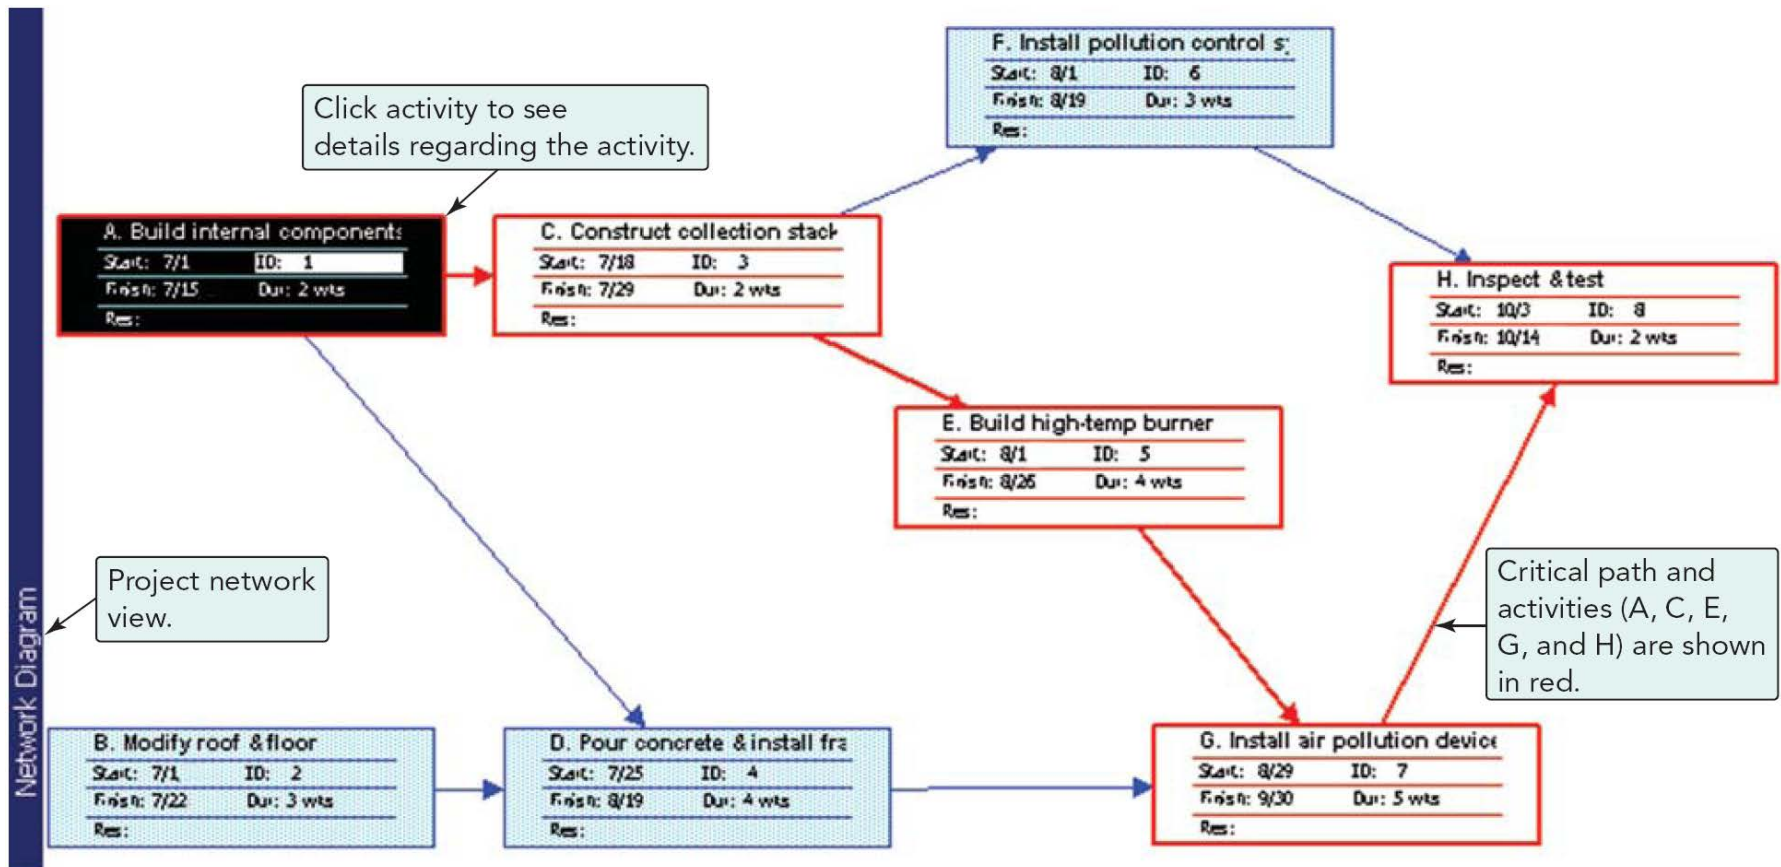 Network Diagram
Click activity to see
details regarding the activity.
Project network
view.
Critical path and
activities (A, C, E,
G, and H) are shown
in red.
F. Install pollution control s
Start: 8/1 ID: 6
Finish: 8/19 Dur: 3 wks
Res:
A. Build internal components
Start: 7/1 ID: 1
Finish: 7/15 Dur: 2 wks
Res:
C. Construct collection stack
Start: 7/18 ID: 3
Finish: 7/29 Dur: 2 wks
Res:
H. Inspect & test
Start: 10/3 ID: 8
Finish: 10/14 Dur: 2 wks
Res:
E. Build high-temp burner
Start: 8/1 ID: 5
Finish: 8/26 Dur: 4 wks
Res:
B. Modify roof & floor
Start: 7/1 ID: 2
Finish: 7/22 Dur: 3 wks
Res:
D. Pour concrete & install fra
Start: 7/25 ID: 4
Finish: 8/19 Dur: 4 wks
Res:
G. Install air pollution device
Start: 8/29 ID: 7
Finish: 9/30 Dur: 5 wks
Res: